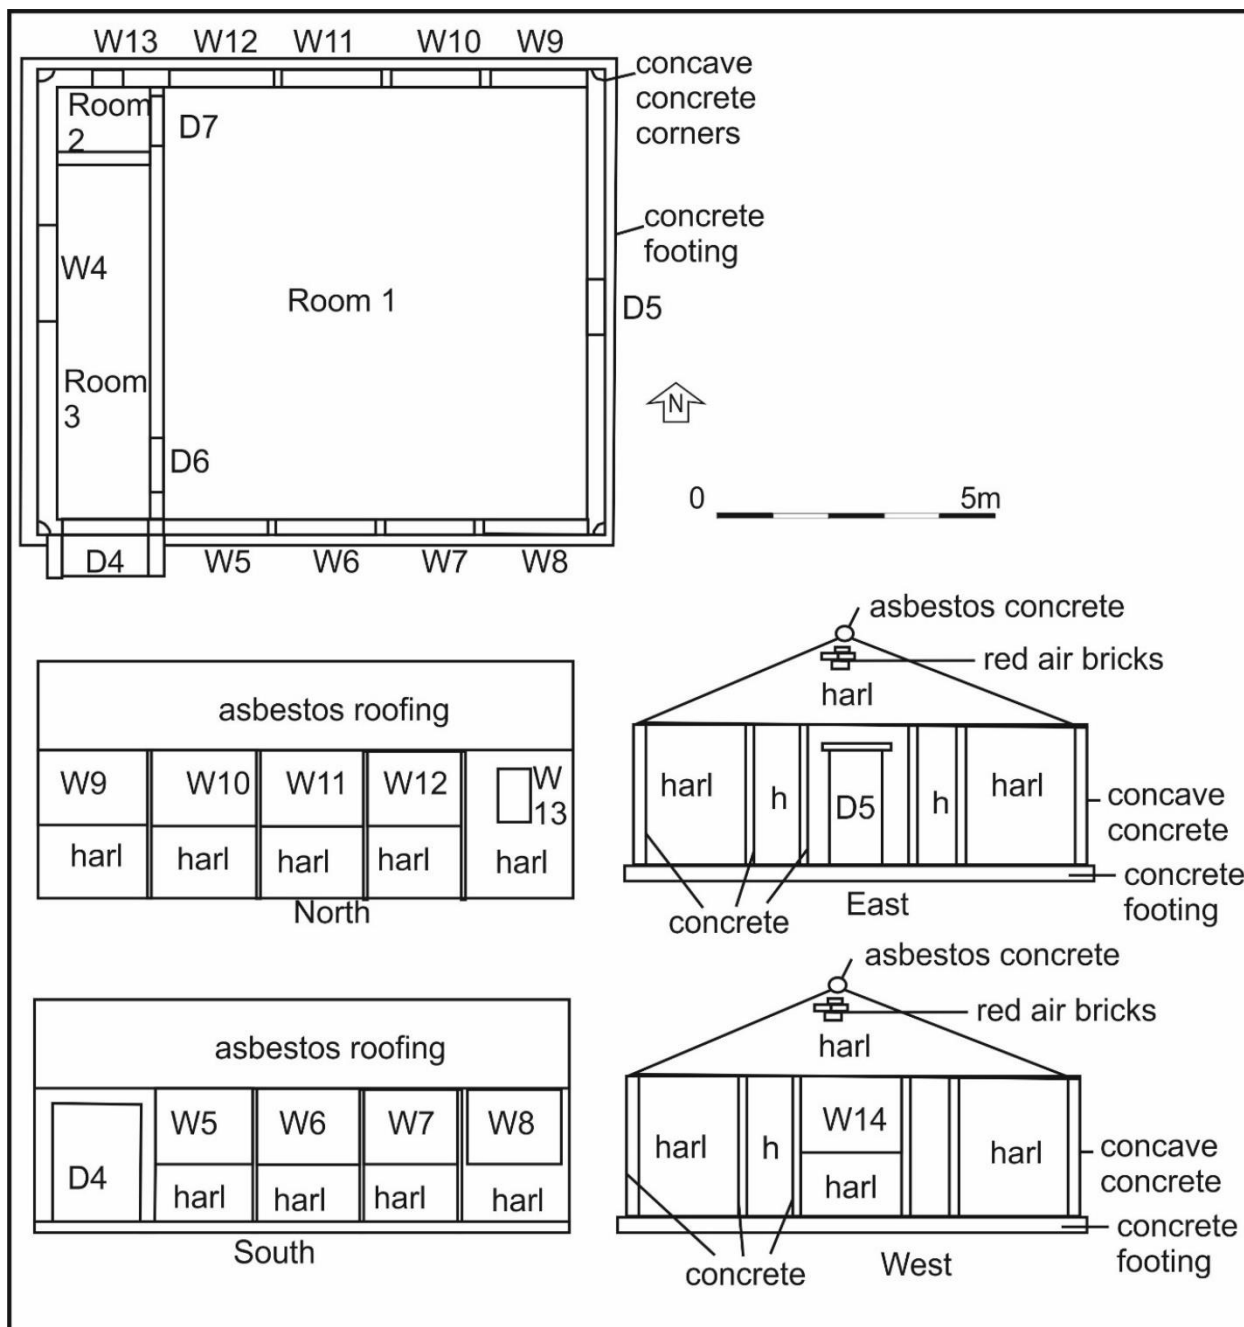 W13 W12 W11 W10 W9
concave
concrete
corners
Room
2
D7
concrete
footing
W4
Room 1
D5
Room
3
N
D6
0 5m
D4 W5 W6 W7 W8
asbestos roofing
W9 W10 W11 W12 W
13
harl harl harl harl harl
North
asbestos concrete
red air bricks
harl
harl h D5 h harl
concave
concrete
concrete
footing
concrete
East
asbestos roofing
D4 W5 W6 W7 W8
harl harl harl harl
South
asbestos concrete
red air bricks
harl
harl h W14 harl
harl
concave
concrete
concrete
footing
concrete
West